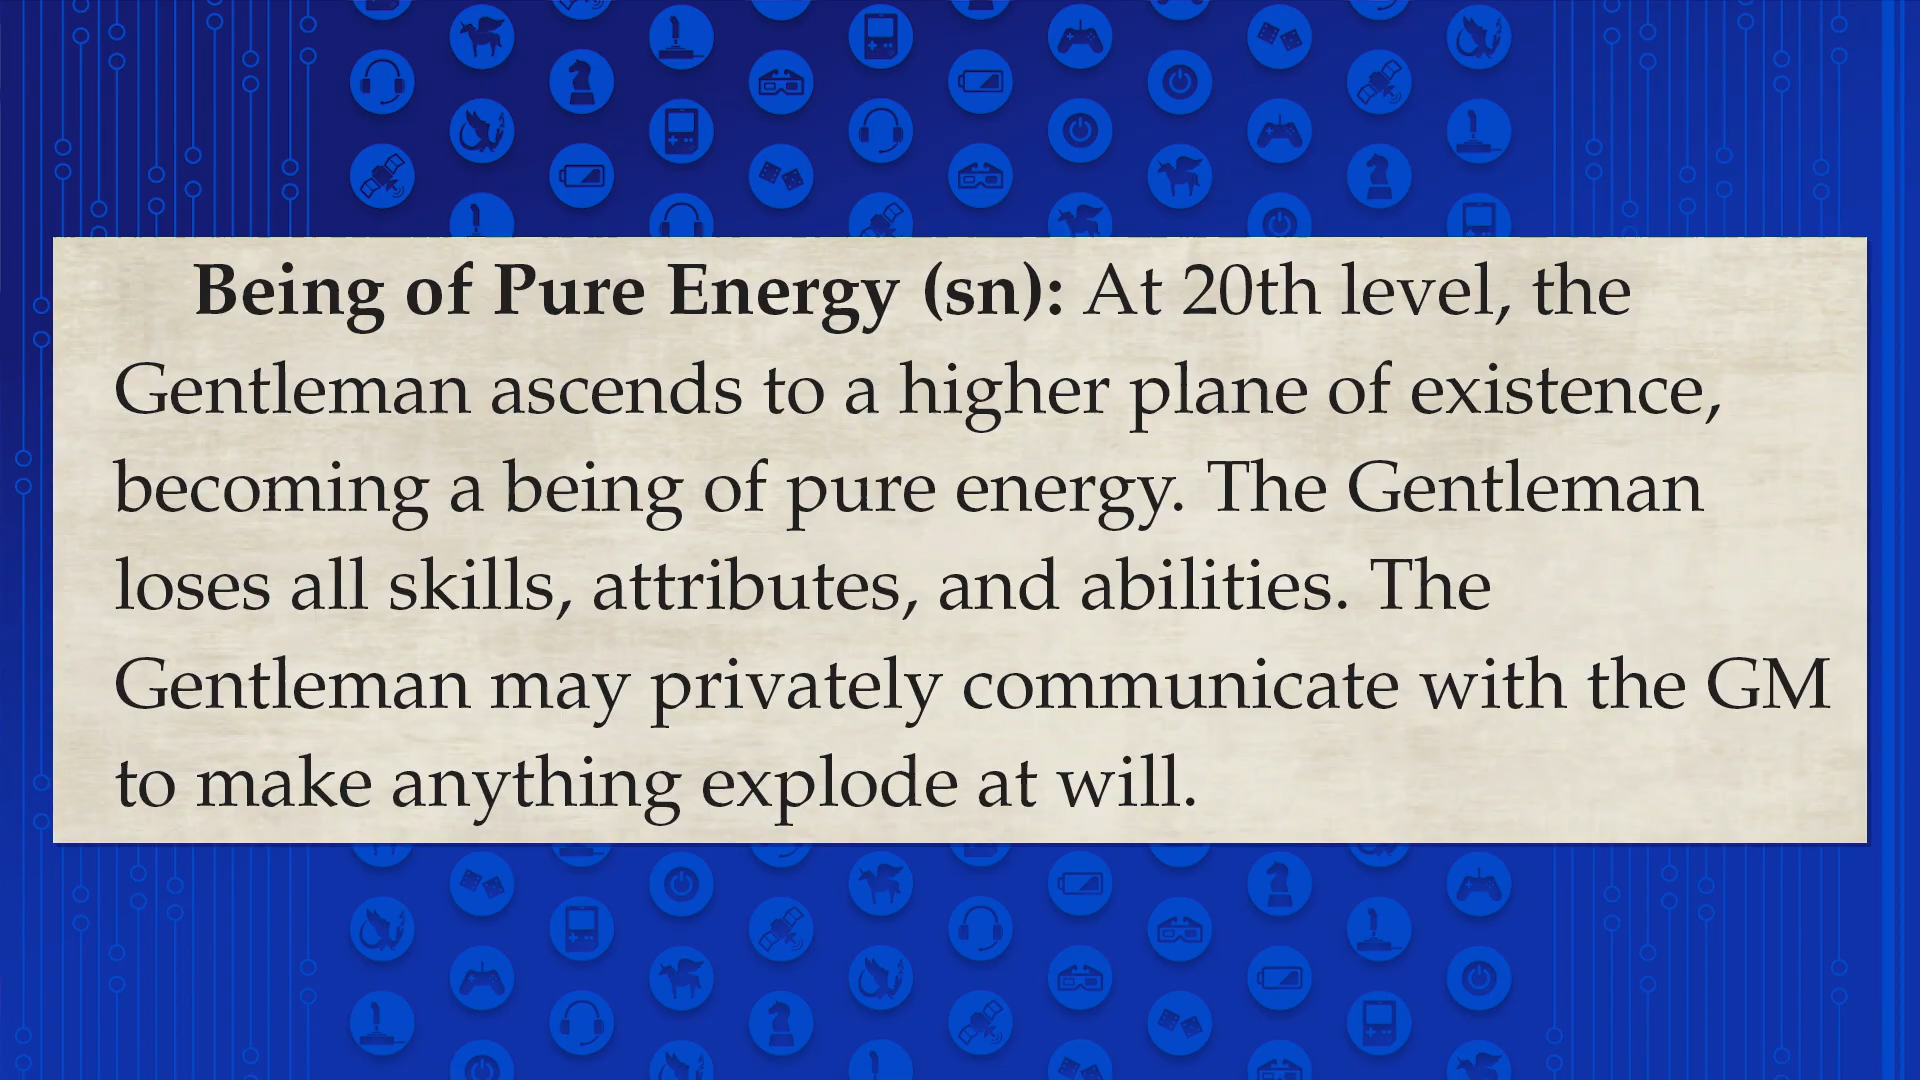 Being of Pure Energy (sn): At 20th level, the
Gentleman ascends to a higher plane of existence,
becoming a being of pure energy. The Gentleman
loses all skills, attributes, and abilities. The
Gentleman may privately communicate with the GM
to make anything explode at will.